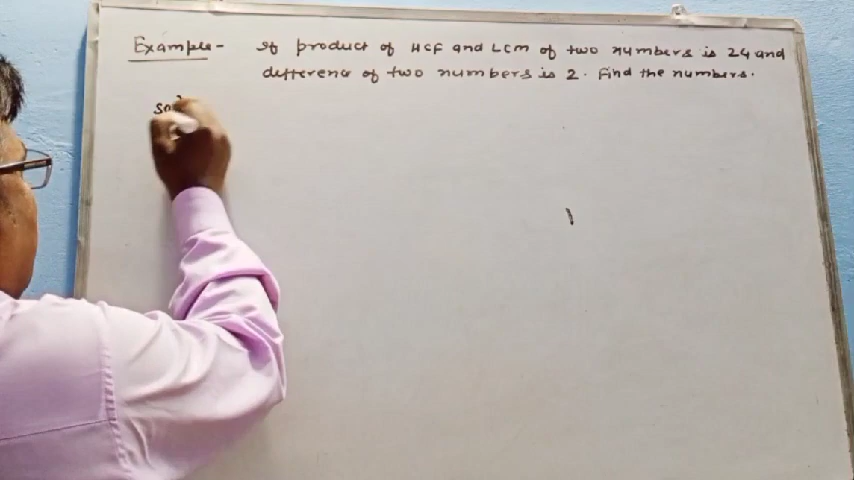 Example - If product of HCF and LCM of two numbers is 24 and
difference of two numbers is 2. Find the numbers.
Sol